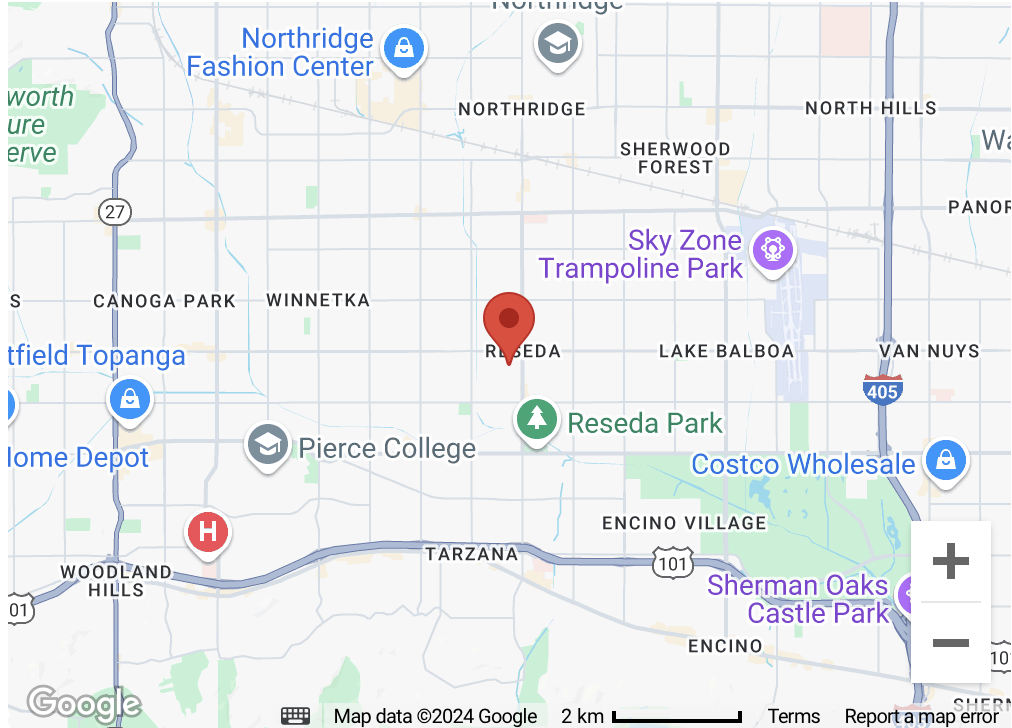 Northridge
Northridge
Fashion Center
worth
ure
erve
NORTHRIDGE
NORTH HILLS
SHERWOOD
FOREST
Wa
27
PANOR
Sky Zone
Trampoline Park
S
CANOGA PARK
WINNETKA
RESEDA
LAKE BALBOA
VAN NUYS
tfield Topanga
405
Reseda Park
Pierce College
Home Depot
Costco Wholesale
H
ENCINO VILLAGE
TARZANA
101
WOODLAND
HILLS
01
Sherman Oaks
Castle Park
ENCINO
101
SHERM
Google
Map data ©2024 Google
2 km
Terms
Report a map error